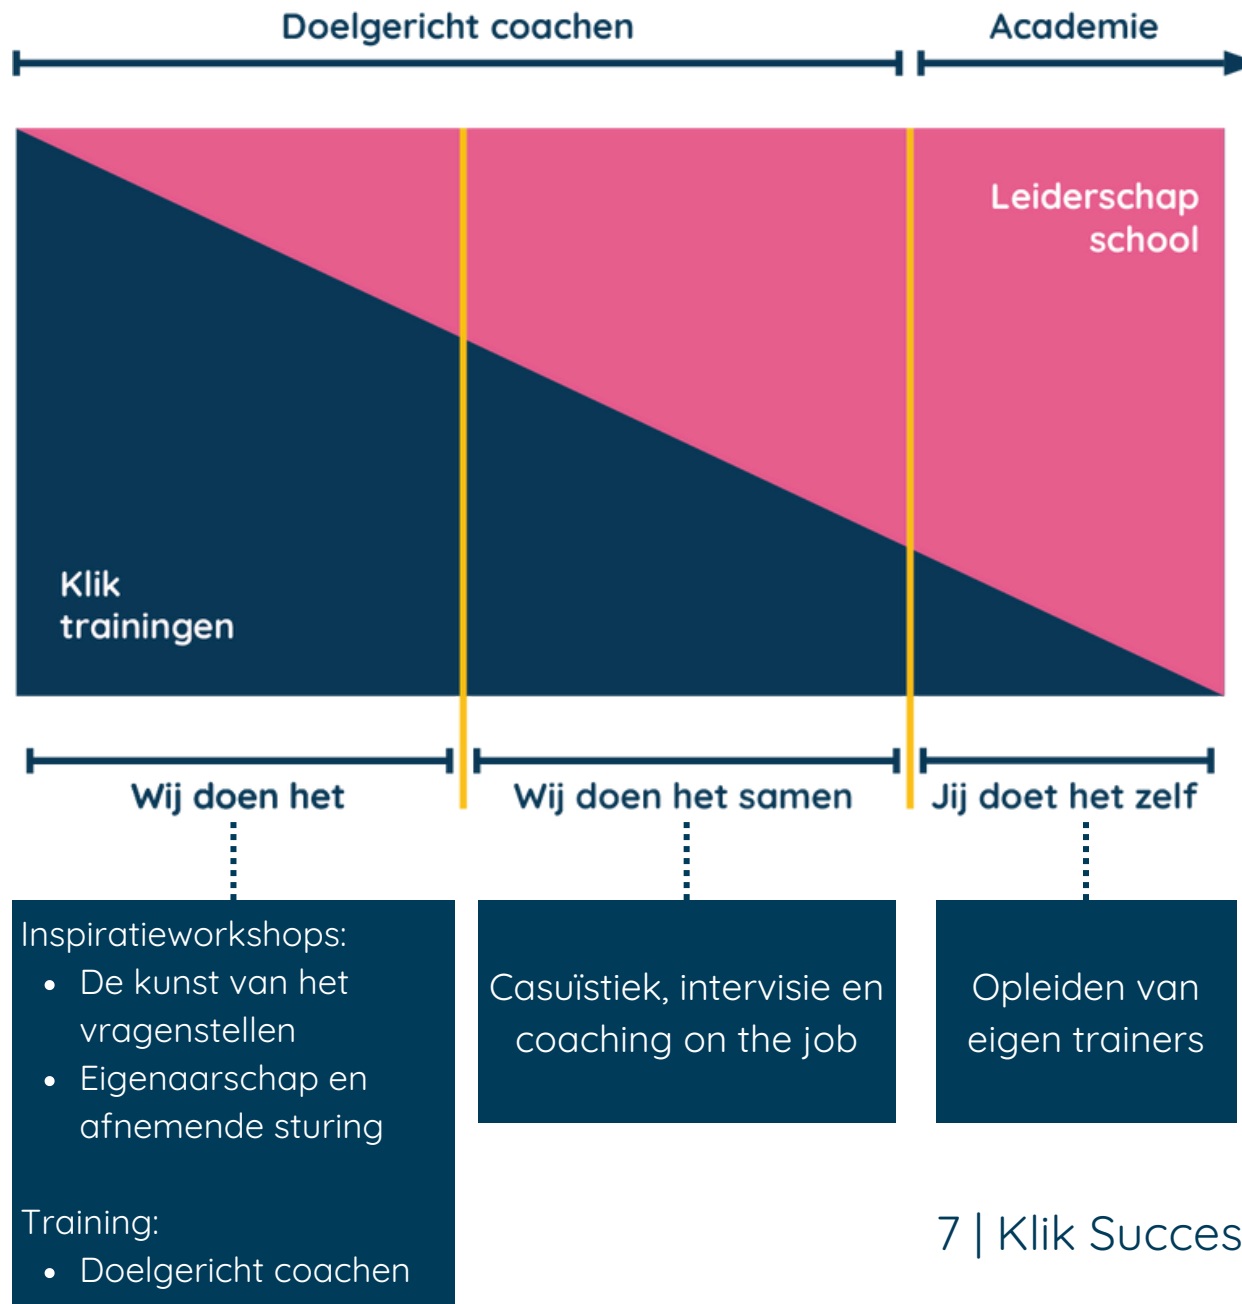 Doelgericht coachen
Academie
Leiderschap
school
Klik
trainingen
Wij doen het
Wij doen het samen
Jij doet het zelf
Inspiratieworkshops:
• De kunst van het
vragenstellen
• Eigenaarschap en
afnemende sturing
Training:
• Doelgericht coachen
Casuïstiek, intervisie en
coaching on the job
Opleiden van
eigen trainers
7 | Klik Succes